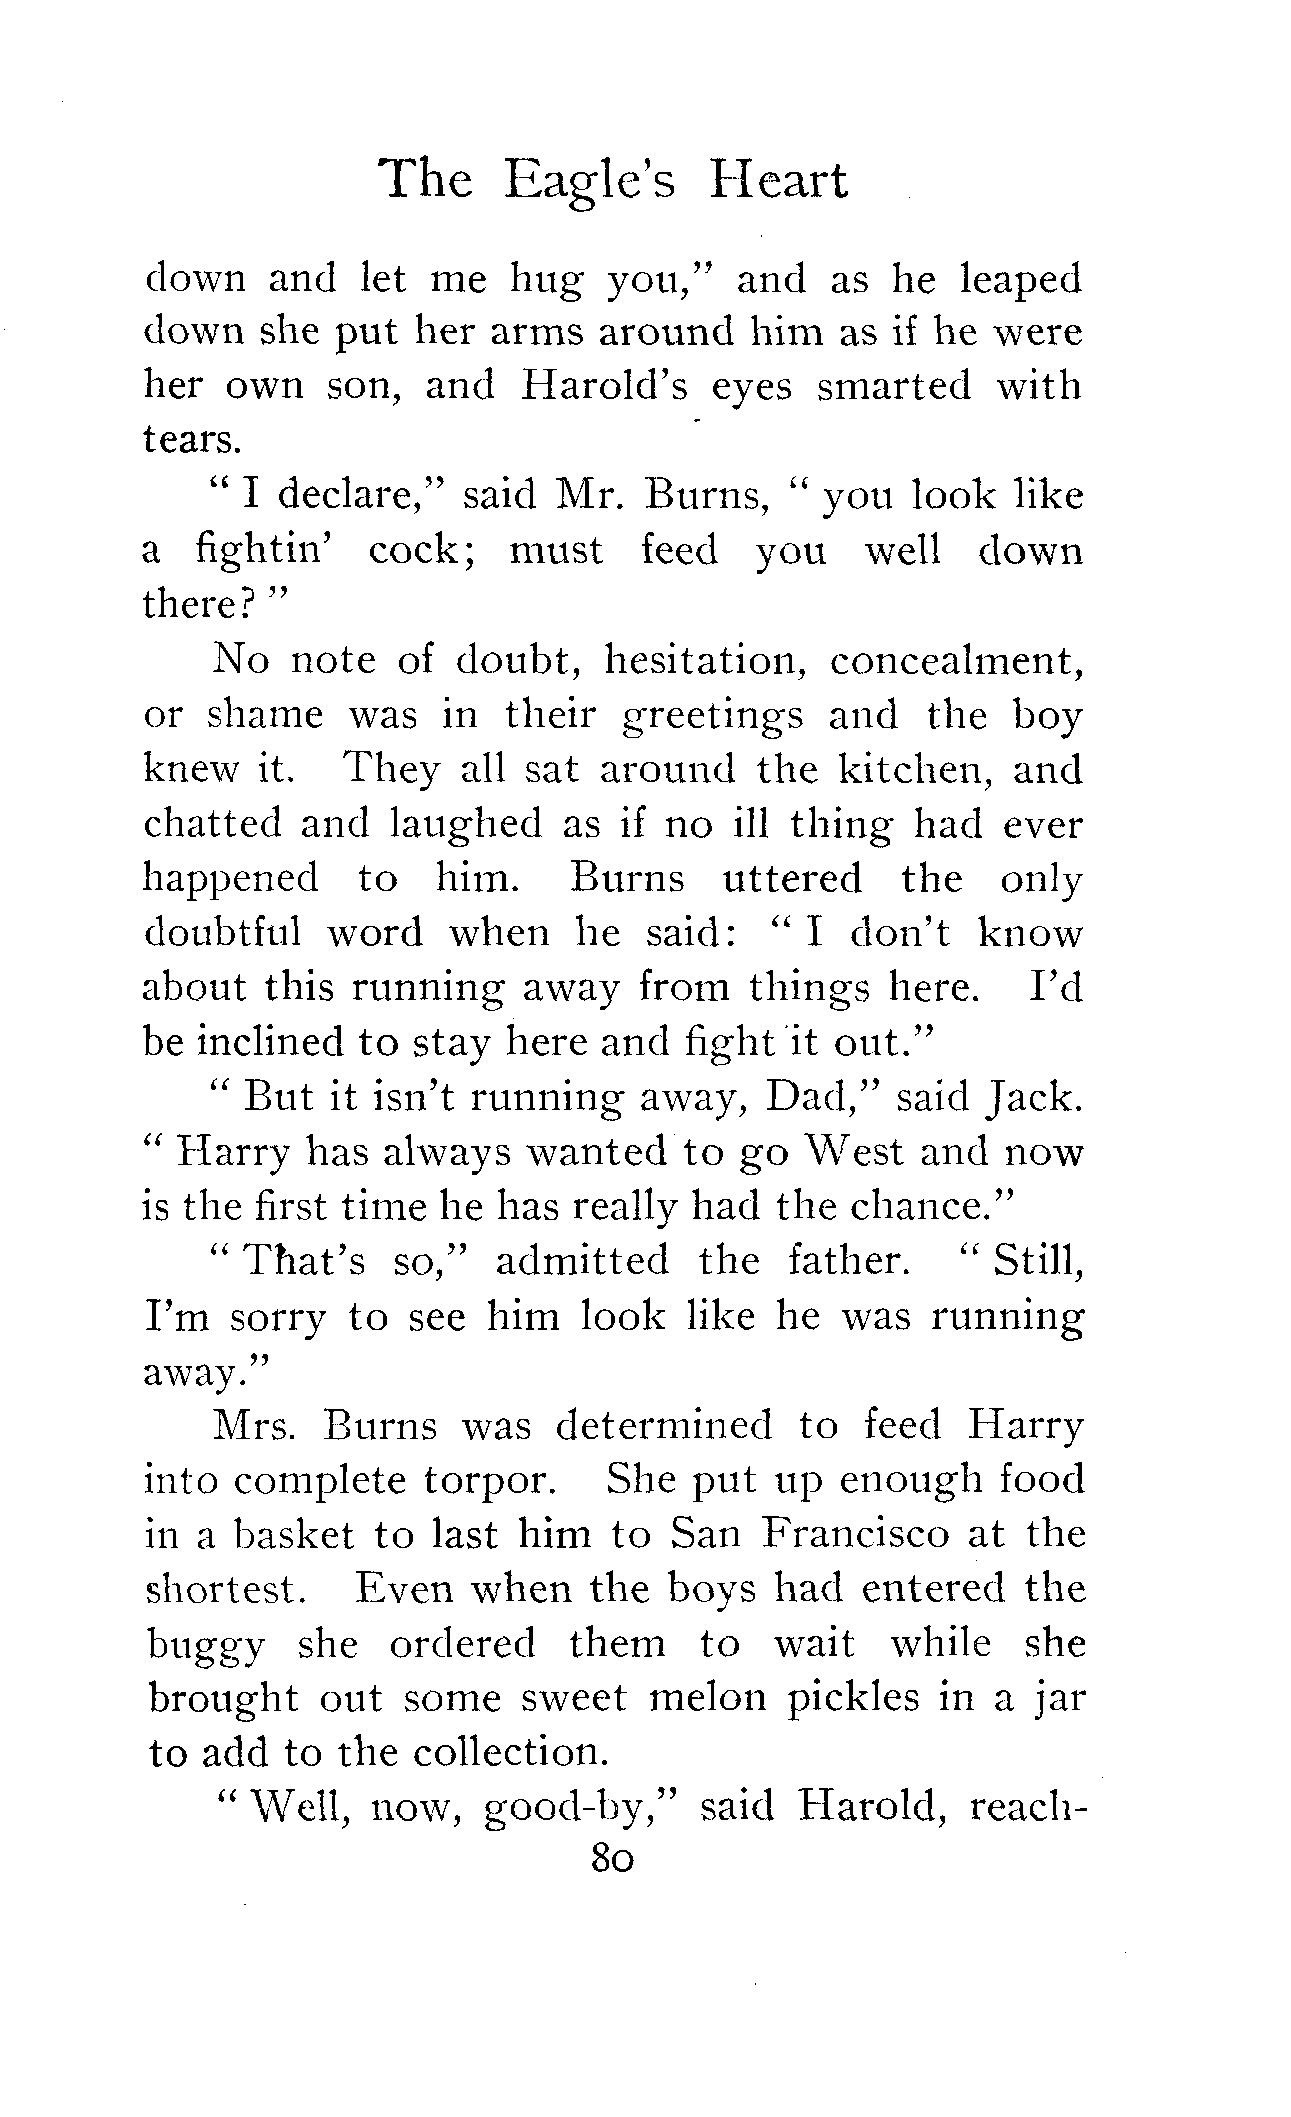 The Eagle's Heart
down and let me hug you," and as he leaped
down she put her arms around him as if he were
her own son, and Harold's eyes smarted with
tears.
" I declare," said Mr. Burns, " you look like
a fightin' cock; must feed you well down
there? "
No note of doubt, hesitation, concealment,
or shame was in their greetings and the boy
knew it. They all sat around the kitchen, and
chatted and laughed as if no ill thing had ever
happened to him. Burns uttered the only
doubtful word when he said: " I don't know
about this running away from things here. I'd
be inclined to stay here and fight it out."
" But it isn't running away, Dad," said Jack.
" Harry has always wanted to go West and now
is the first time he has really had the chance."
" That's so," admitted the father. " Still,
I'm sorry to see him look like he was running
away."
Mrs. Burns was determined to feed Harry
into complete torpor. She put up enough food
in a basket to last him to San Francisco at the
shortest. Even when the boys had entered the
buggy she ordered them to wait while she
brought out some sweet melon pickles in a jar
to add to the collection.
" Well, now, good-by," said Harold, reach-
80